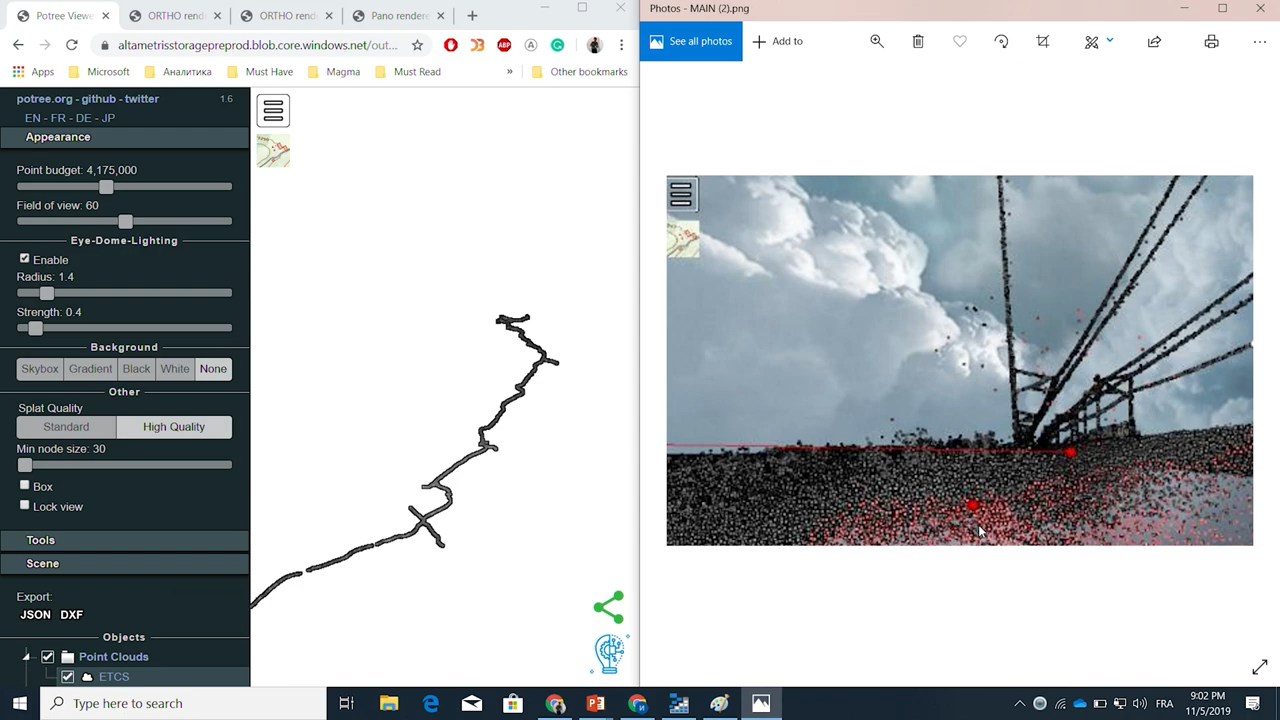 Potree Viewe
ORTHO rende
ORTHO rende
Pano rendere
altametrisstoragepreprod.blob.core.windows.net/out...
ABP
Apps
Microsoft
Аналитика
Must Have
Magma
Must Read
»
Other bookmarks
potree.org - github - twitter
1.6
EN - FR - DE - JP
Appearance
Point budget: 4,175,000
Field of view: 60
Eye-Dome-Lighting
Enable
Radius: 1.4
Strength: 0.4
Background
Skybox
Gradient
Black
White
None
Other
Splat Quality
Standard
High Quality
Min node size: 30
Box
Lock view
Tools
Scene
Export:
JSON DXF
Objects
Point Clouds
ETCS
Photos - MAIN (2).png
See all photos
Add to
Type here to search
FRA
9:02 PM
11/5/2019